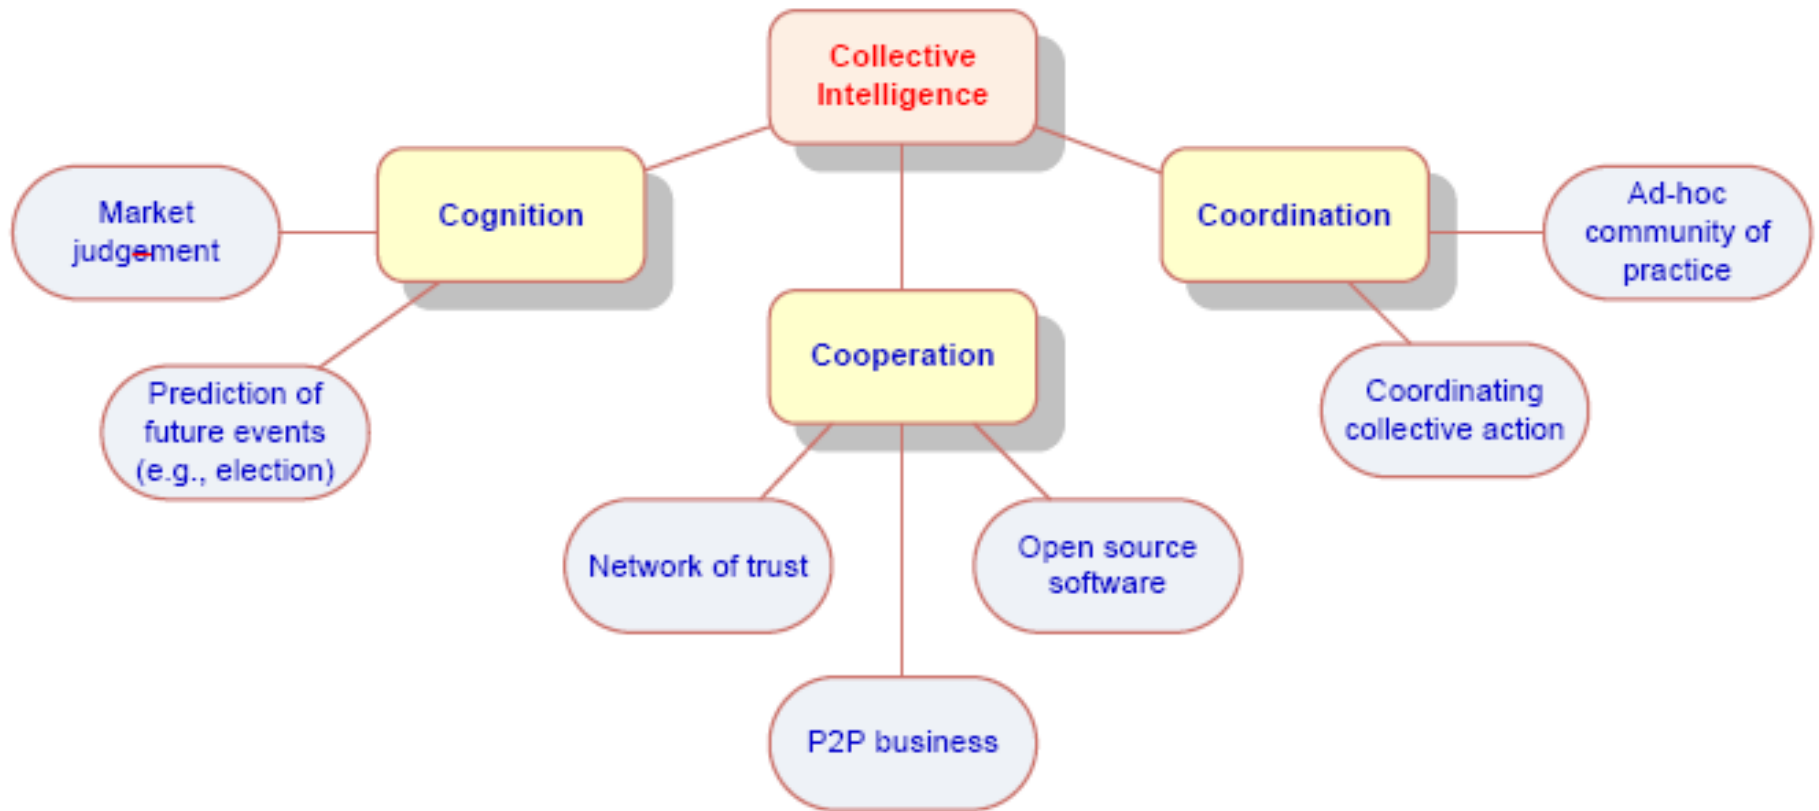 Collective
Intelligence
Cognition
Market
judgement
Prediction of
future events
(e.g., election)
Cooperation
Network of trust
P2P business
Open source
software
Coordination
Ad-hoc
community of
practice
Coordinating
collective action